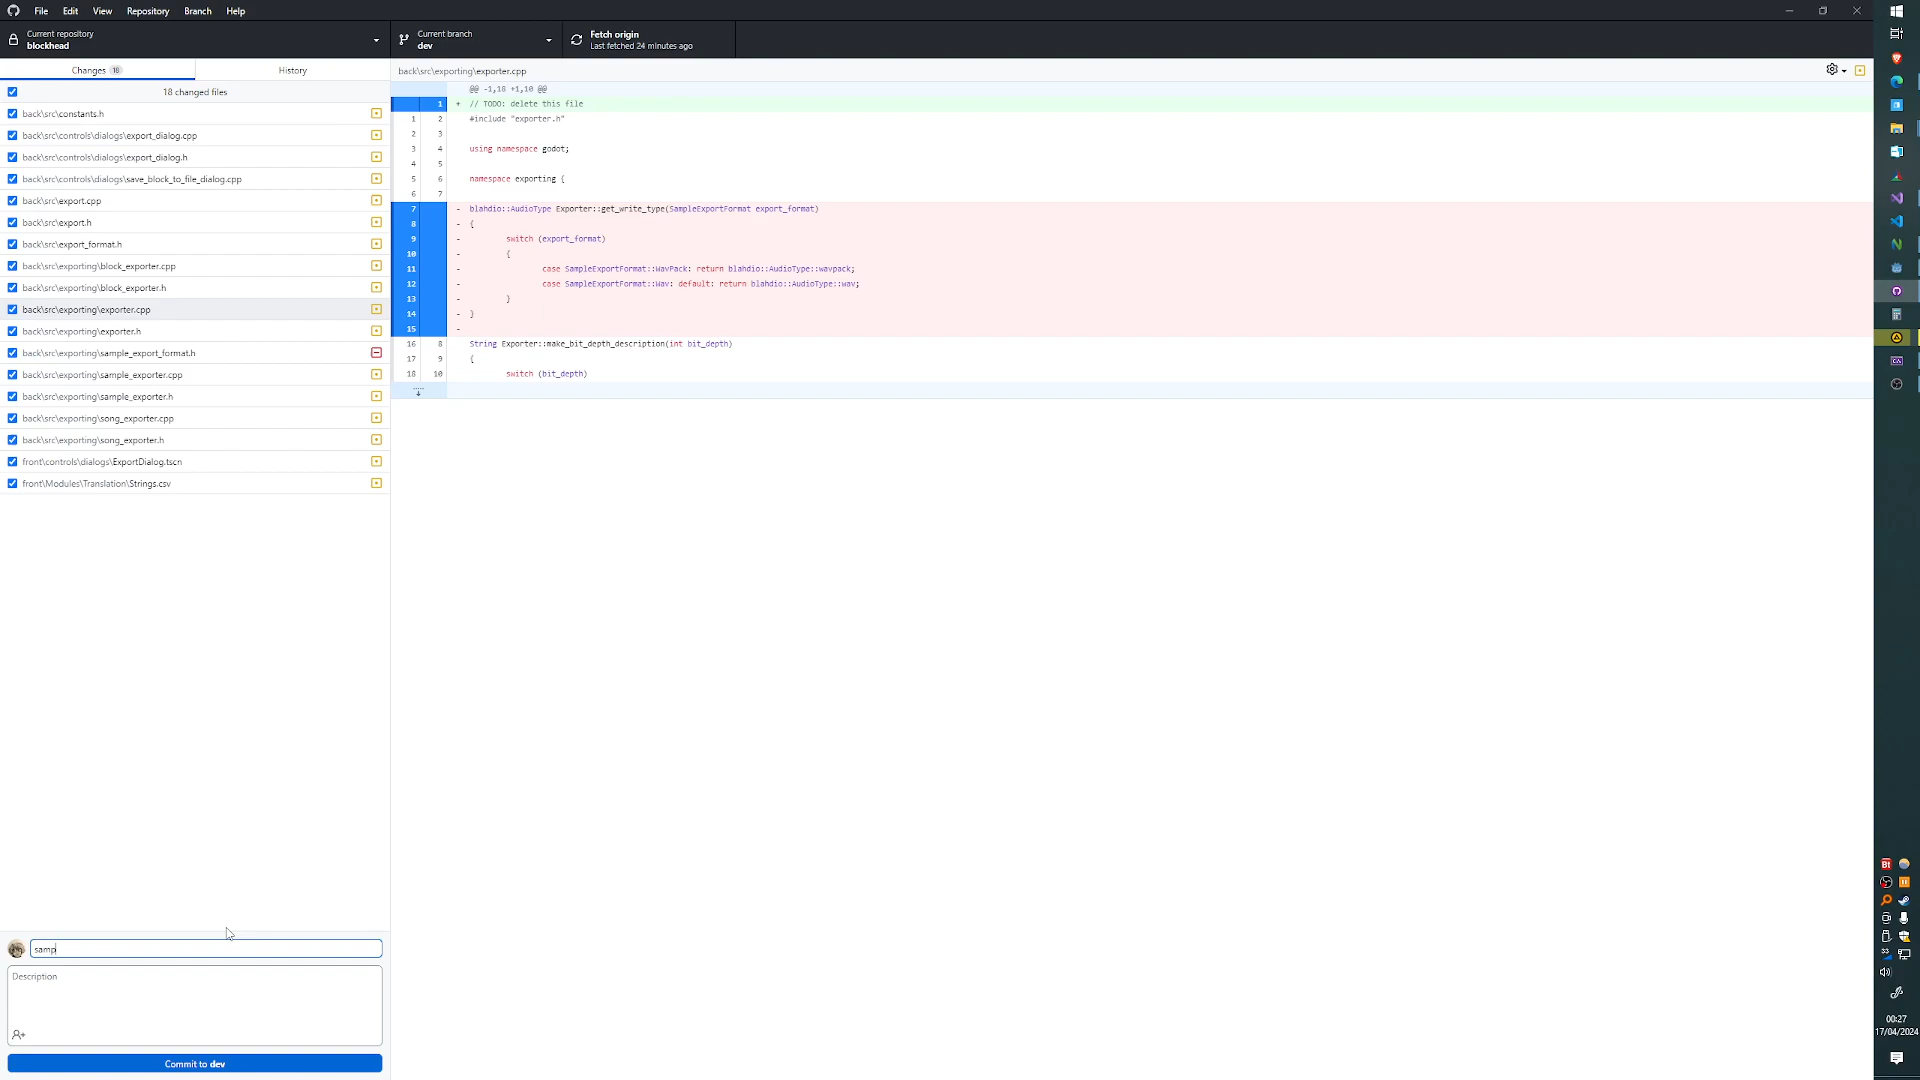 File Edit View Repository Branch Help
Current repository
blockhead
Current branch
dev
Fetch origin
Last fetched 24 minutes ago
Changes 18
History
18 changed files
back\src\constants.h
back\src\controls\dialogs\export_dialog.cpp
back\src\controls\dialogs\export_dialog.h
back\src\controls\dialogs\save_block_to_file_dialog.cpp
back\src\export.cpp
back\src\export.h
back\src\export_format.h
back\src\exporting\block_exporter.cpp
back\src\exporting\block_exporter.h
back\src\exporting\exporter.cpp
back\src\exporting\exporter.h
back\src\exporting\sample_export_format.h
back\src\exporting\sample_exporter.cpp
back\src\exporting\sample_exporter.h
back\src\exporting\song_exporter.cpp
back\src\exporting\song_exporter.h
front\controls\dialogs\ExportDialog.tscn
front\Modules\Translation\Strings.csv
samp
Description
Commit to dev
back\src\exporting\exporter.cpp
@@ -1,18 +1,10 @@
1 + // TODO: delete this file
1 2 #include "exporter.h"
2 3
3 4 using namespace godot;
4 5
5 6 namespace exporting {
6 7
7 - blahdio::AudioType Exporter::get_write_type(SampleExportFormat export_format)
8 - {
9 - switch (export_format)
10 - {
11 - case SampleExportFormat::WavPack: return blahdio::AudioType::wavpack;
12 - case SampleExportFormat::Wav: default: return blahdio::AudioType::wav;
13 - }
14 - }
15 -
16 8 String Exporter::make_bit_depth_description(int bit_depth)
17 9 {
18 10 switch (bit_depth)
Bt
00:27
17/04/2024